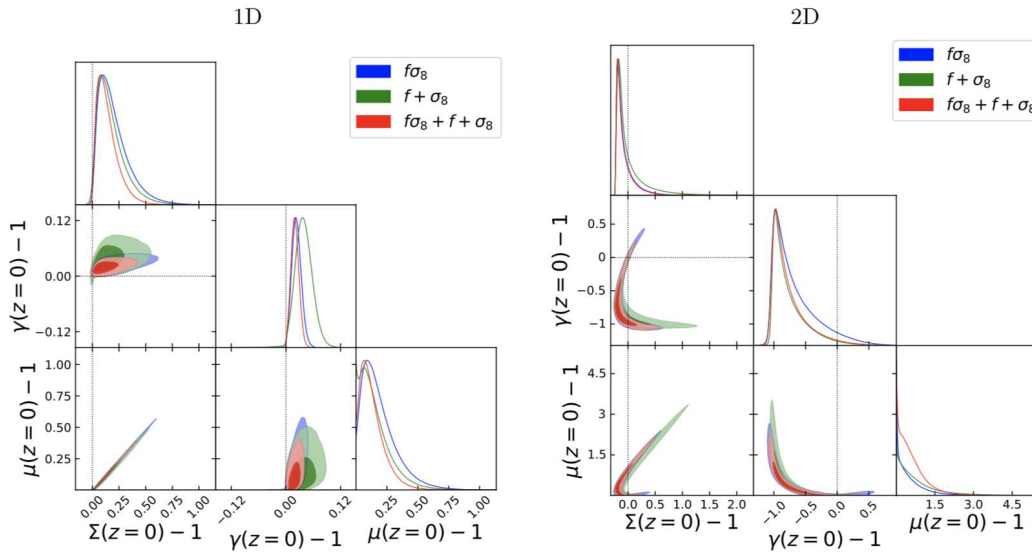 1D
fσ₈
f + σ₈
fσ₈ + f + σ₈
γ(z = 0) − 1
0.12
0.00
−0.12
μ(z = 0) − 1
1.00
0.75
0.50
0.25
0.00 0.25 0.50 0.75 1.00
Σ(z = 0) − 1
−0.12 0.00 0.12
γ(z = 0) − 1
0.25 0.50 0.75 1.00
μ(z = 0) − 1
2D
fσ₈
f + σ₈
fσ₈ + f + σ₈
γ(z = 0) − 1
0.5
0
−0.5
−1
μ(z = 0) − 1
4.5
3
1.5
0.0 0.5 1.0 1.5 2.0
Σ(z = 0) − 1
−1.0 −0.5 0.0 0.5
γ(z = 0) − 1
1.5 3.0 4.5
μ(z = 0) − 1